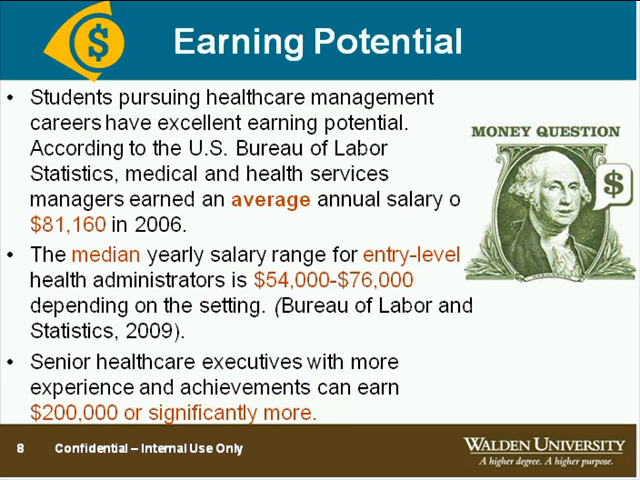 $
Earning Potential
• Students pursuing healthcare management
careers have excellent earning potential.
According to the U.S. Bureau of Labor
Statistics, medical and health services
managers earned an average annual salary o
$81,160 in 2006.
• The median yearly salary range for entry-level
health administrators is $54,000-$76,000
depending on the setting. (Bureau of Labor and
Statistics, 2009).
• Senior healthcare executives with more
experience and achievements can earn
$200,000 or significantly more.
MONEY QUESTION
$
8 Confidential – Internal Use Only
WALDEN UNIVERSITY
A higher degree. A higher purpose.